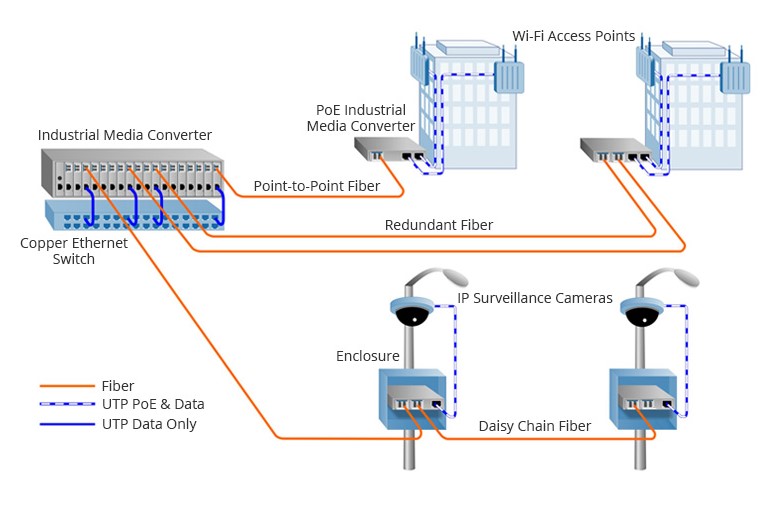 Wi-Fi Access Points
PoE Industrial
Media Converter
Industrial Media Converter
Point-to-Point Fiber
Redundant Fiber
Copper Ethernet
Switch
IP Surveillance Cameras
Enclosure
Fiber
UTP PoE & Data
UTP Data Only
Daisy Chain Fiber